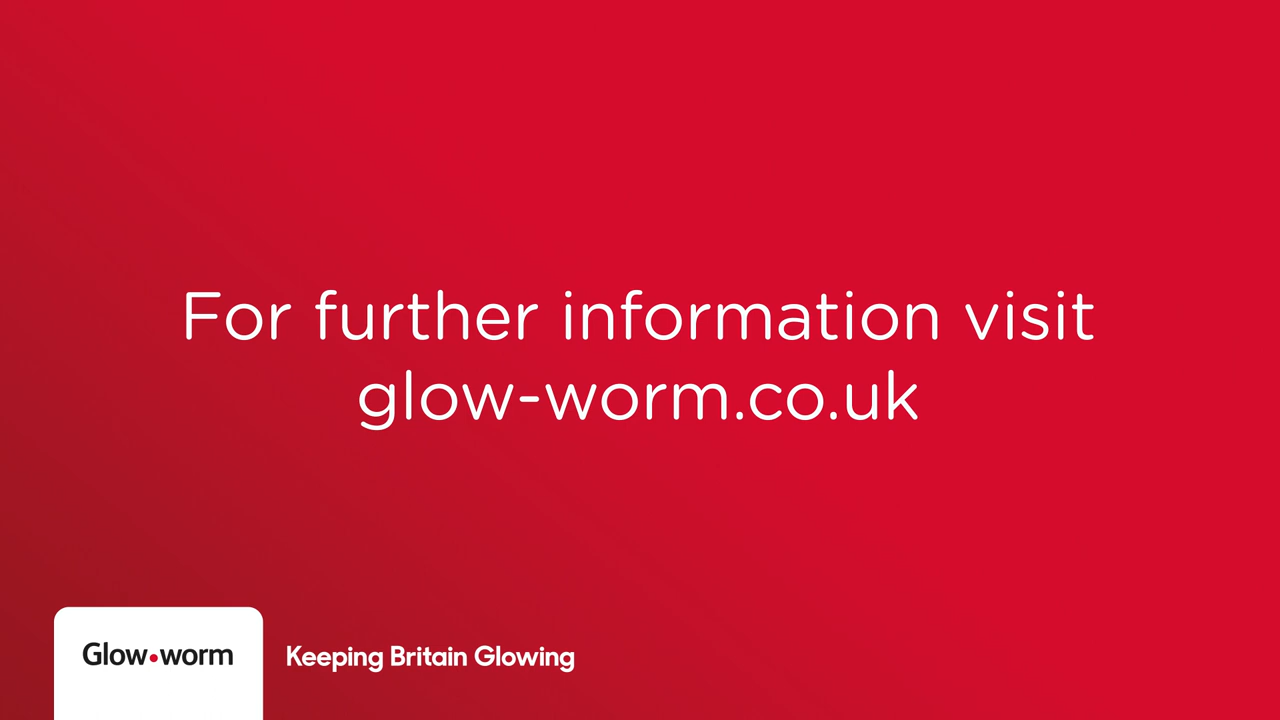 For further information visit
glow-worm.co.uk
Glow•worm
Keeping Britain Glowing